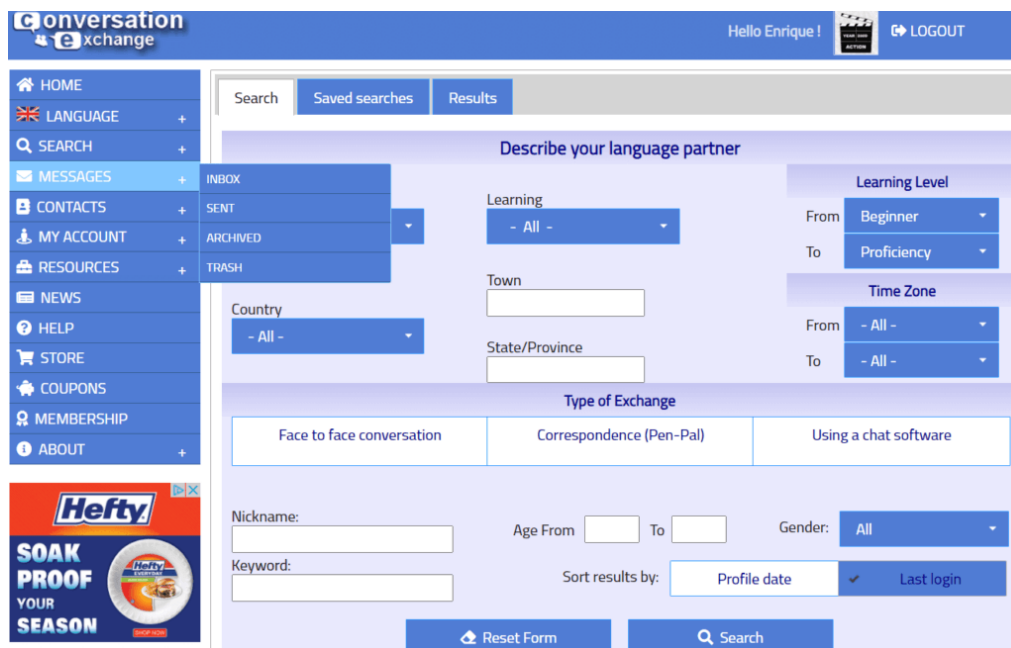 Conversation
exchange
Hello Enrique !
LOGOUT
HOME
LANGUAGE +
SEARCH +
MESSAGES +
CONTACTS +
MY ACCOUNT +
RESOURCES +
NEWS
HELP
STORE
COUPONS
MEMBERSHIP
ABOUT +
INBOX
SENT
ARCHIVED
TRASH
Search
Saved searches
Results
Describe your language partner
Learning
- All -
Town
Country
- All -
State/Province
Learning Level
From Beginner
To Proficiency
Time Zone
From - All -
To - All -
Type of Exchange
Face to face conversation
Correspondence (Pen-Pal)
Using a chat software
Nickname:
Age From To
Gender: All
Keyword:
Sort results by: Profile date Last login
Reset Form
Search
Hefty
SOAK
PROOF
YOUR
SEASON
Hefty
EVERYDAY
SHOP NOW